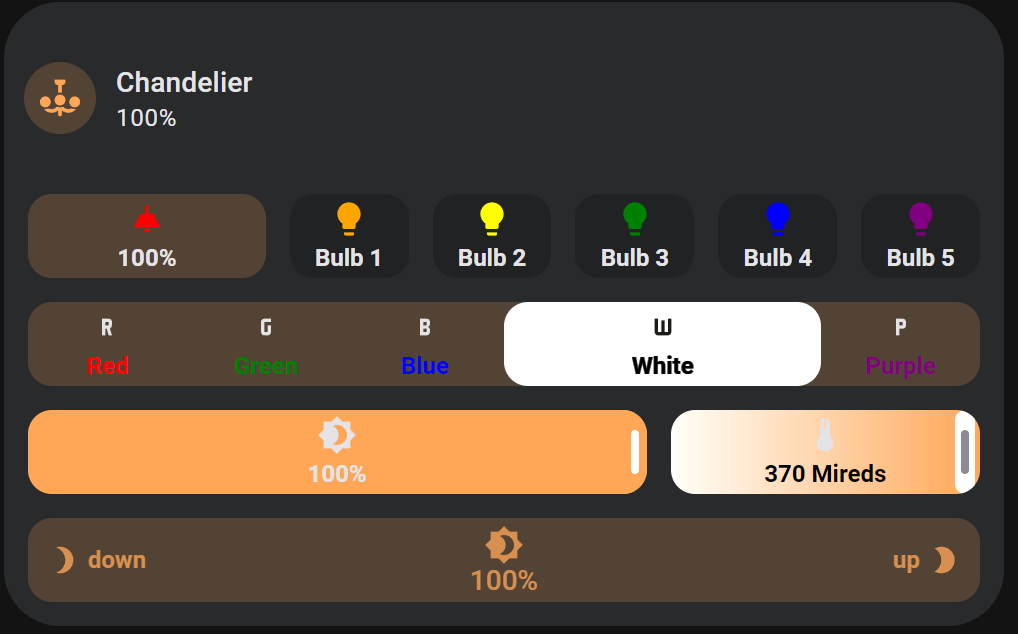 Chandelier
100%
100%
Bulb 1
Bulb 2
Bulb 3
Bulb 4
Bulb 5
R
G
B
W
P
Red
Green
Blue
White
Purple
100%
370 Mireds
down
100%
up